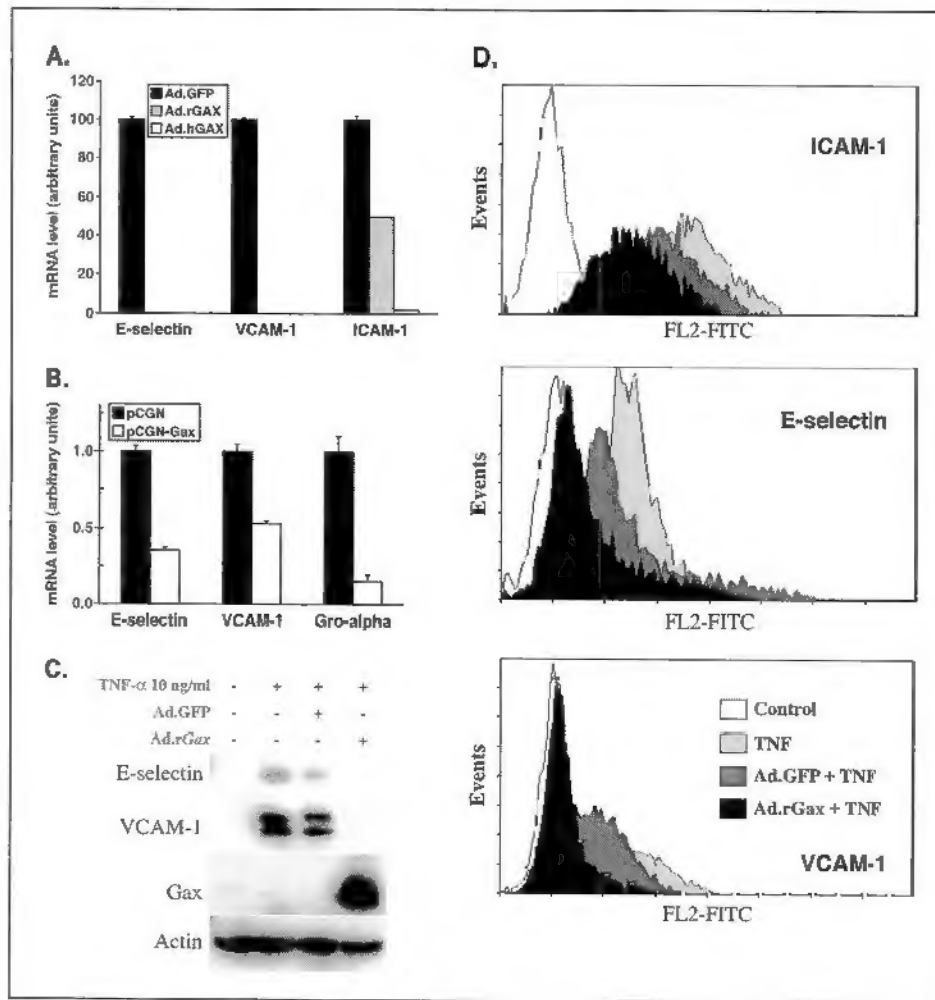 A.
mRNA level (arbitrary units)
120
100
80
60
40
20
0
Ad.GFP
Ad.rGAX
Ad.hGAX
E-selectin VCAM-1 ICAM-1
B.
mRNA level (arbitrary units)
1.0
0.5
0.0
pCGN
pCGN-Gax
E-selectin VCAM-1 Gro-alpha
C.
TNF-α 10 ng/ml - + + +
Ad.GFP - - + -
Ad.rGax - - - +
E-selectin
VCAM-1
Gax
Actin
D.
ICAM-1
Events
FL2-FITC
E-selectin
Events
FL2-FITC
Control
TNF
Ad.GFP + TNF
Ad.rGax + TNF
VCAM-1
Events
FL2-FITC